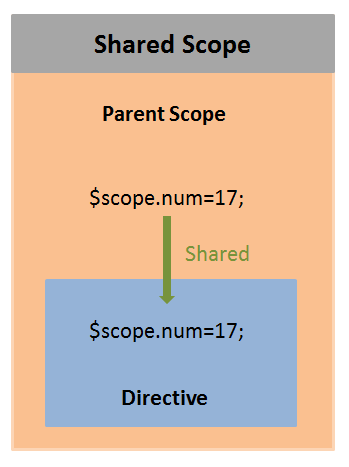 Shared Scope
Parent Scope
$scope.num=17;
Shared
$scope.num=17;
Directive